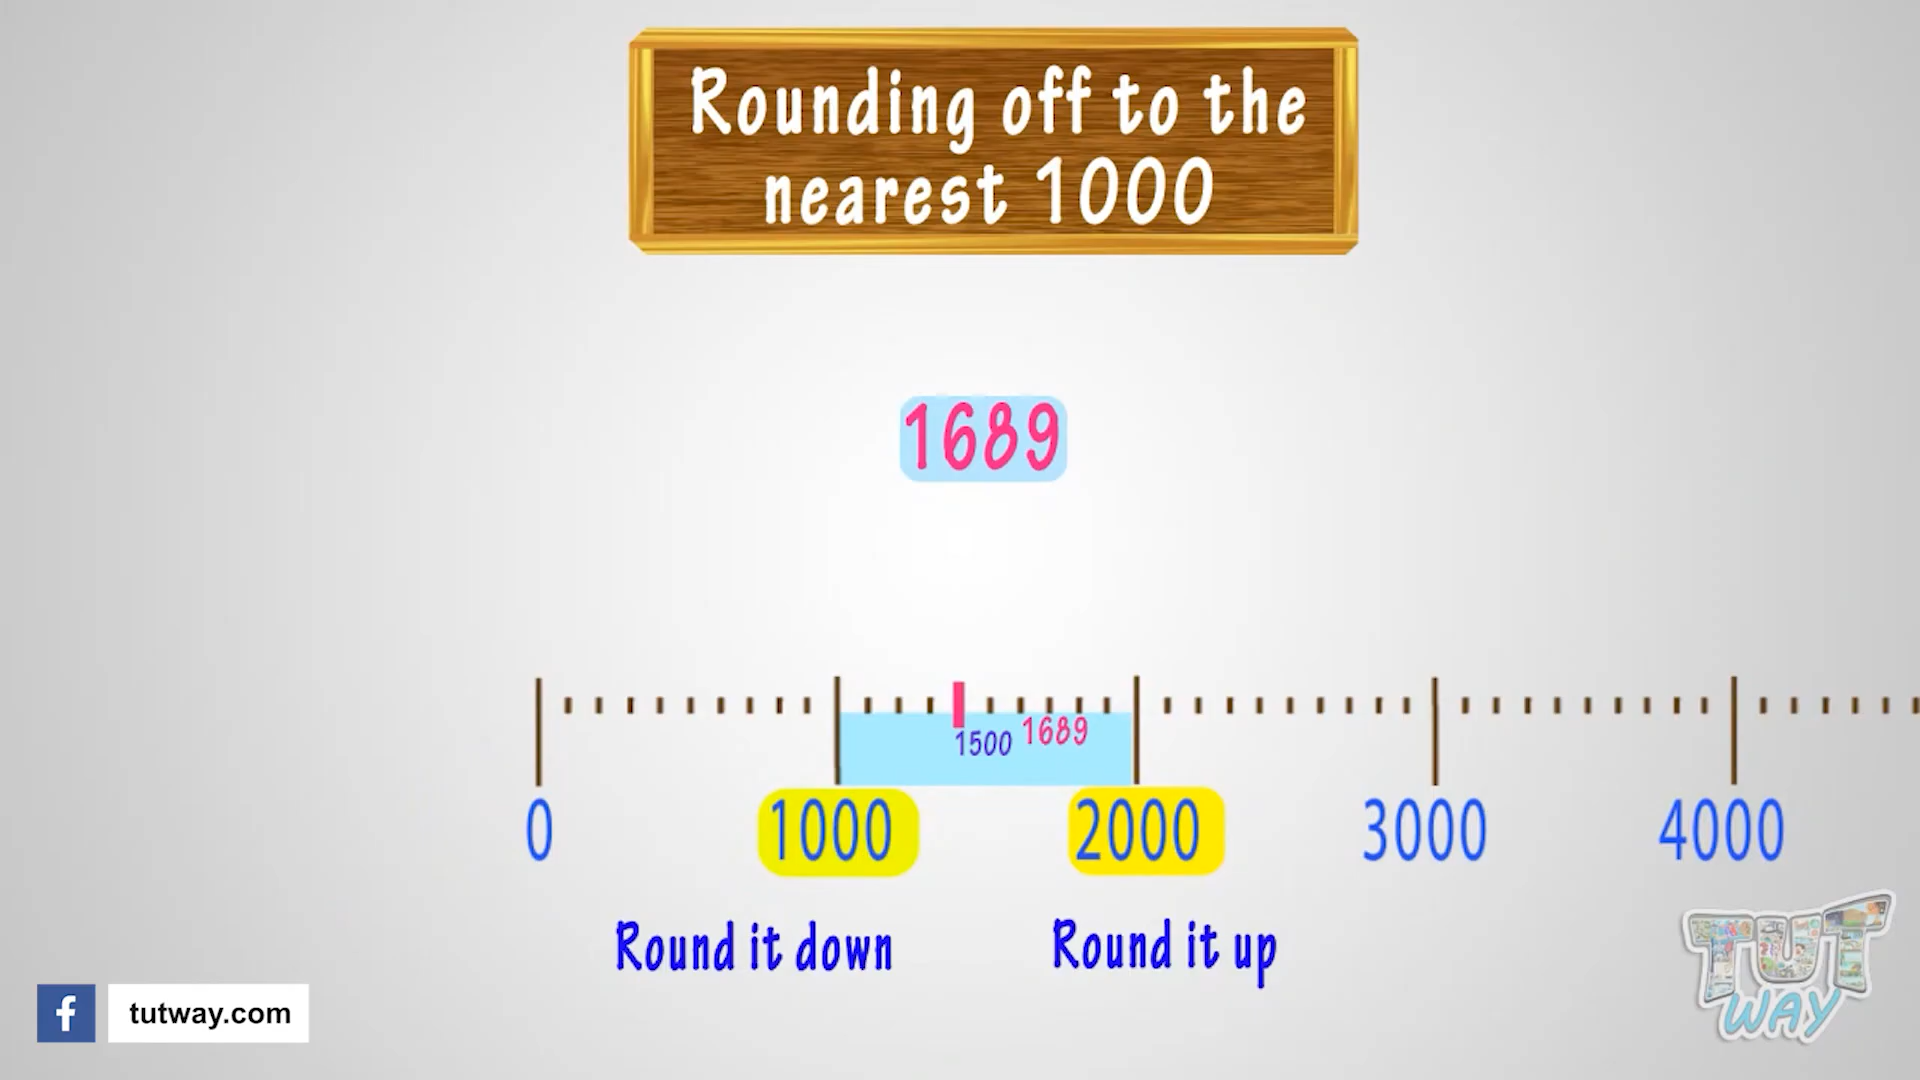 Rounding off to the
nearest 1000
1689
1500 1689
0 1000 2000 3000 4000
Round it down Round it up
f tutway.com
TUT
WAY